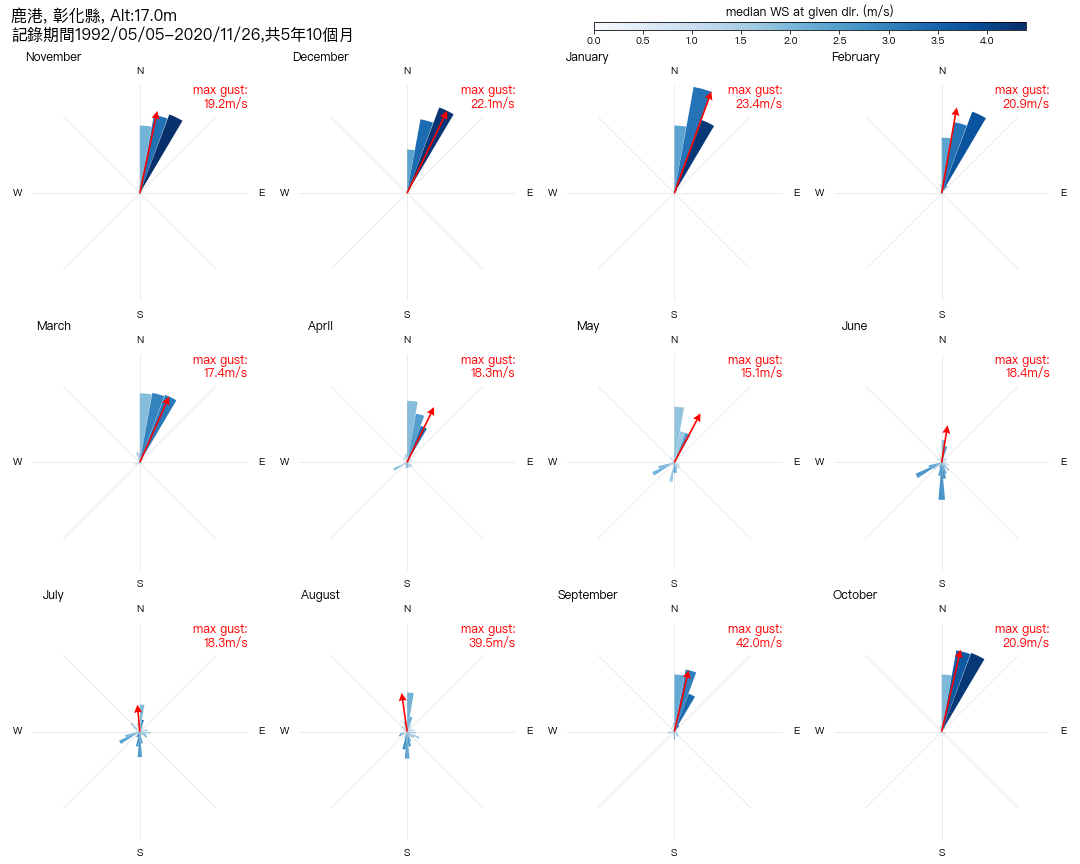 鹿港, 彰化縣, Alt:17.0m
記錄期間1992/05/05−2020/11/26,共5年10個月
median WS at given dir. (m/s)
0.0 0.5 1.0 1.5 2.0 2.5 3.0 3.5 4.0
November
N
max gust:
19.2m/s
W
E
S
December
N
max gust:
22.1m/s
W
E
S
January
N
max gust:
23.4m/s
W
E
S
February
N
max gust:
20.9m/s
W
E
S
March
N
max gust:
17.4m/s
W
E
S
April
N
max gust:
18.3m/s
W
E
S
May
N
max gust:
15.1m/s
W
E
S
June
N
max gust:
18.4m/s
W
E
S
July
N
max gust:
18.3m/s
W
E
S
August
N
max gust:
39.5m/s
W
E
S
September
N
max gust:
42.0m/s
W
E
S
October
N
max gust:
20.9m/s
W
E
S